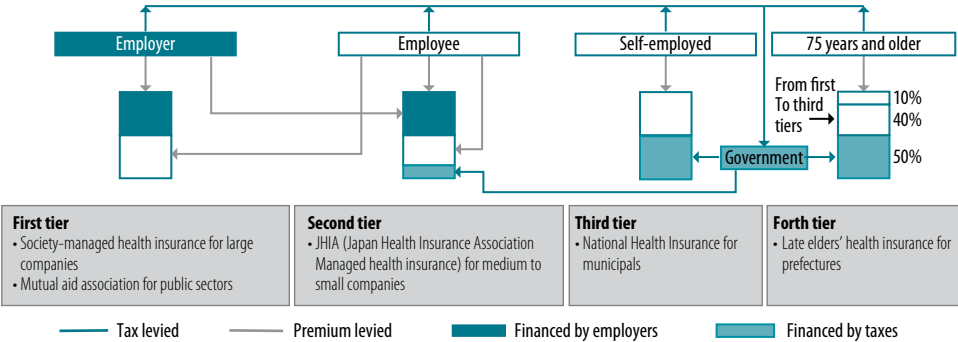 Employer
Employee
Self-employed
75 years and older
From first
To third
tiers
10%
40%
50%
Government
First tier
• Society-managed health insurance for large
companies
• Mutual aid association for public sectors
Second tier
• JHIA (Japan Health Insurance Association
Managed health insurance) for medium to
small companies
Third tier
• National Health Insurance for
municipals
Forth tier
• Late elders’ health insurance for
prefectures
Tax levied
Premium levied
Financed by employers
Financed by taxes